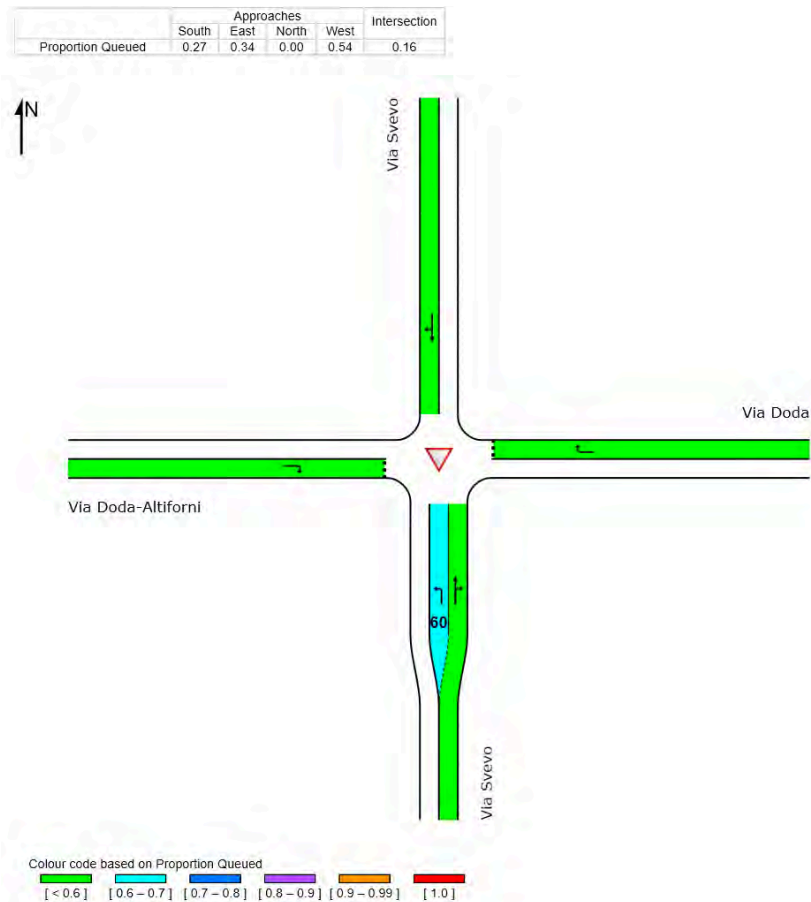 Approaches
Intersection
South East North West
Proportion Queued 0.27 0.34 0.00 0.54 0.16
N
Via Svevo
Via Doda
Via Doda-Altiforni
60
Via Svevo
Colour code based on Proportion Queued
[ < 0.6 ] [ 0.6 – 0.7 ] [ 0.7 – 0.8 ] [ 0.8 – 0.9 ] [ 0.9 – 0.99 ] [ 1.0 ]